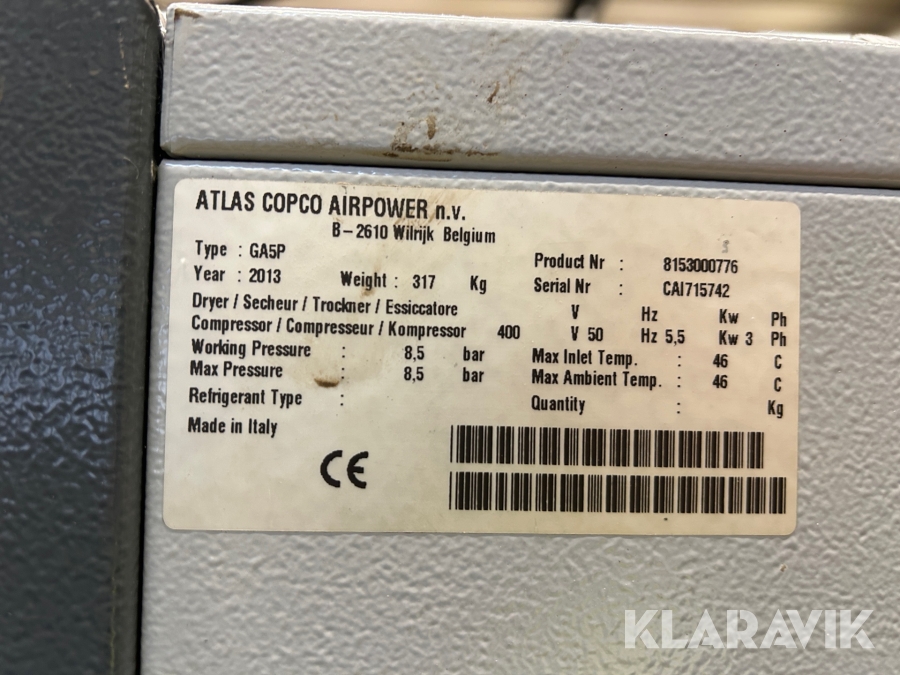 ATLAS COPCO AIRPOWER n.v.
B-2610 Wilrijk Belgium
Type : GA5P
Year : 2013 Weight : 317 Kg
Product Nr : 8153000776
Serial Nr : CAI715742
Dryer / Secheur / Trockner / Essiccatore V Hz Kw Ph
Compressor / Compresseur / Kompressor 400 V 50 Hz 5,5 Kw 3 Ph
Working Pressure : 8,5 bar
Max Pressure : 8,5 bar
Max Inlet Temp. : 46 C
Max Ambient Temp. : 46 C
Refrigerant Type :
Quantity : Kg
Made in Italy
CE
KLARAVIK